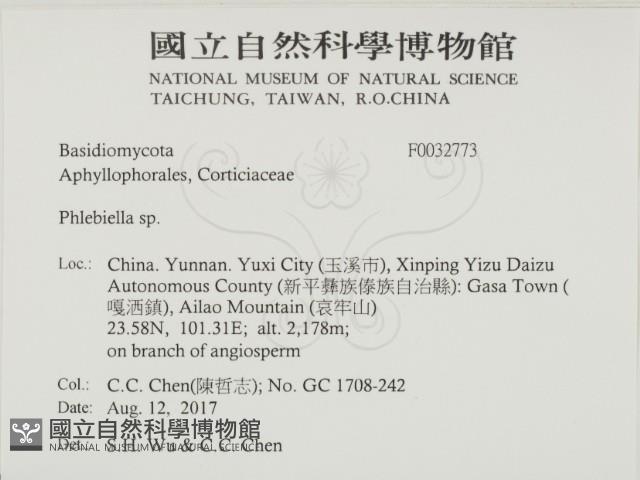 國立自然科學博物館
NATIONAL MUSEUM OF NATURAL SCIENCE
TAICHUNG, TAIWAN, R.O.CHINA
Basidiomycota F0032773
Aphyllophorales, Corticiaceae
Phlebiella sp.
Loc.: China. Yunnan. Yuxi City (玉溪市), Xinping Yizu Daizu
Autonomous County (新平彝族傣族自治縣): Gasa Town (
嘎洒鎮), Ailao Mountain (哀牢山)
23.58N, 101.31E; alt. 2,178m;
on branch of angiosperm
Col.: C.C. Chen(陳哲志); No. GC 1708-242
Date: Aug. 12, 2017
國立自然科學博物館
NATIONAL MUSEUM OF NATURAL SCIENCE
Det.: & C.C. Chen